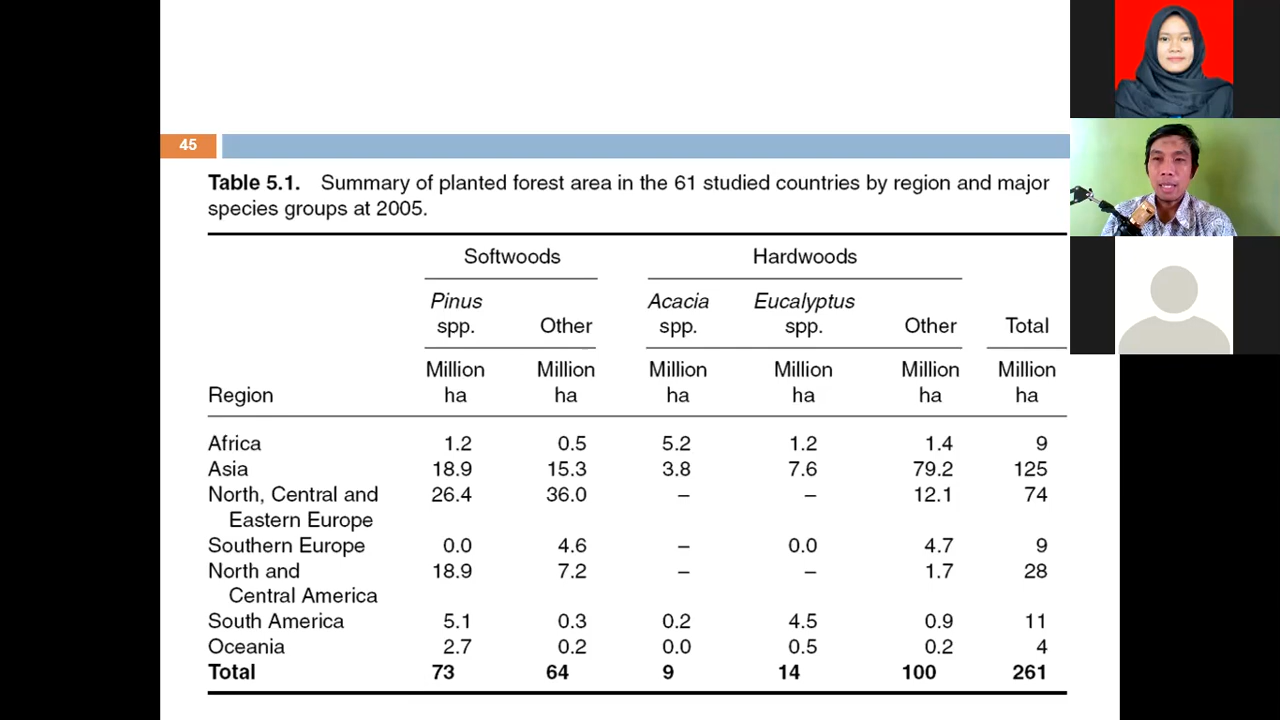 45
Table 5.1. Summary of planted forest area in the 61 studied countries by region and major
species groups at 2005.
Softwoods Hardwoods
Pinus Acacia Eucalyptus
spp. Other spp. spp. Other Total
Million Million Million Million Million Million
Region ha ha ha ha ha ha
Africa 1.2 0.5 5.2 1.2 1.4 9
Asia 18.9 15.3 3.8 7.6 79.2 125
North, Central and 26.4 36.0 – – 12.1 74
Eastern Europe
Southern Europe 0.0 4.6 – 0.0 4.7 9
North and 18.9 7.2 – – 1.7 28
Central America
South America 5.1 0.3 0.2 4.5 0.9 11
Oceania 2.7 0.2 0.0 0.5 0.2 4
Total 73 64 9 14 100 261